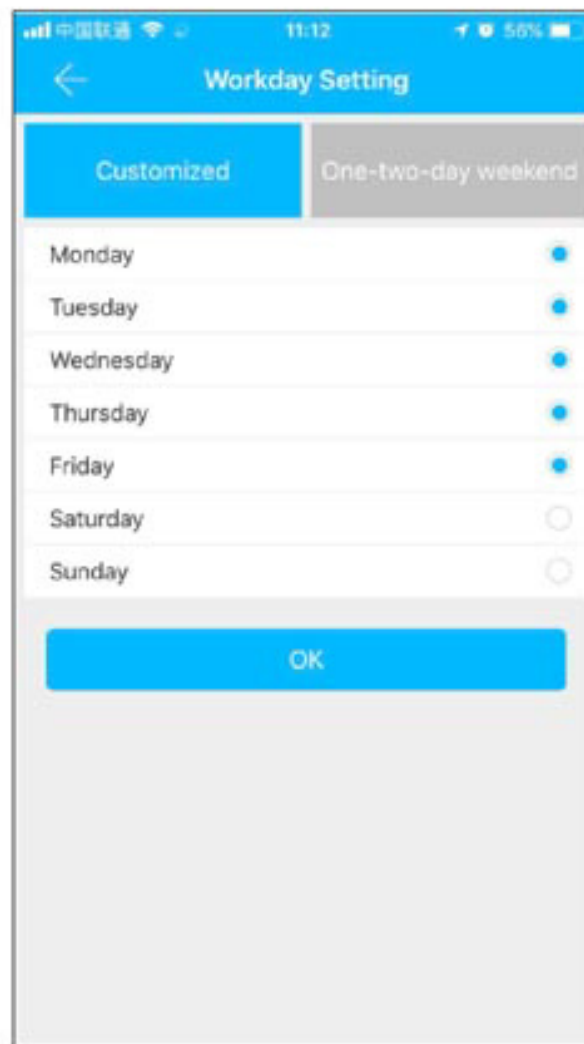 中国联通 11:12 56%
Workday Setting
Customized One-two-day weekend
Monday
Tuesday
Wednesday
Thursday
Friday
Saturday
Sunday
OK